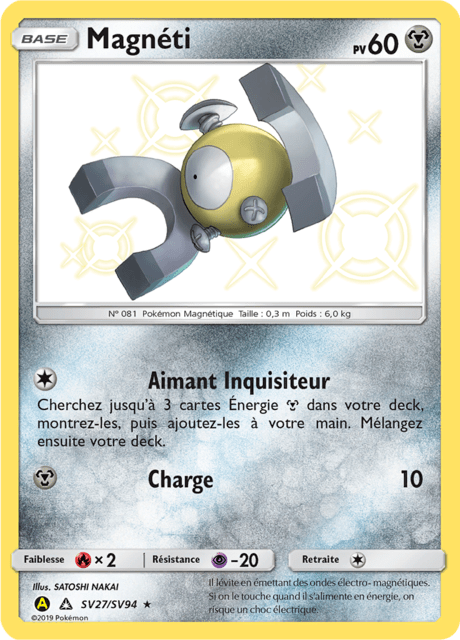 BASE Magnéti PV60
N° 081 Pokémon Magnétique Taille : 0,3 m Poids : 6,0 kg
Aimant Inquisiteur
Cherchez jusqu'à 3 cartes Énergie dans votre deck,
montrez-les, puis ajoutez-les à votre main. Mélangez
ensuite votre deck.
Charge 10
Faiblesse ×2 Résistance -20 Retraite
Illus. SATOSHI NAKAI
Il lévite en émettant des ondes électro- magnétiques.
Si on le touche quand il s'alimente en énergie, on
risque un choc électrique.
A SV27/SV94 ★
©2019 Pokémon